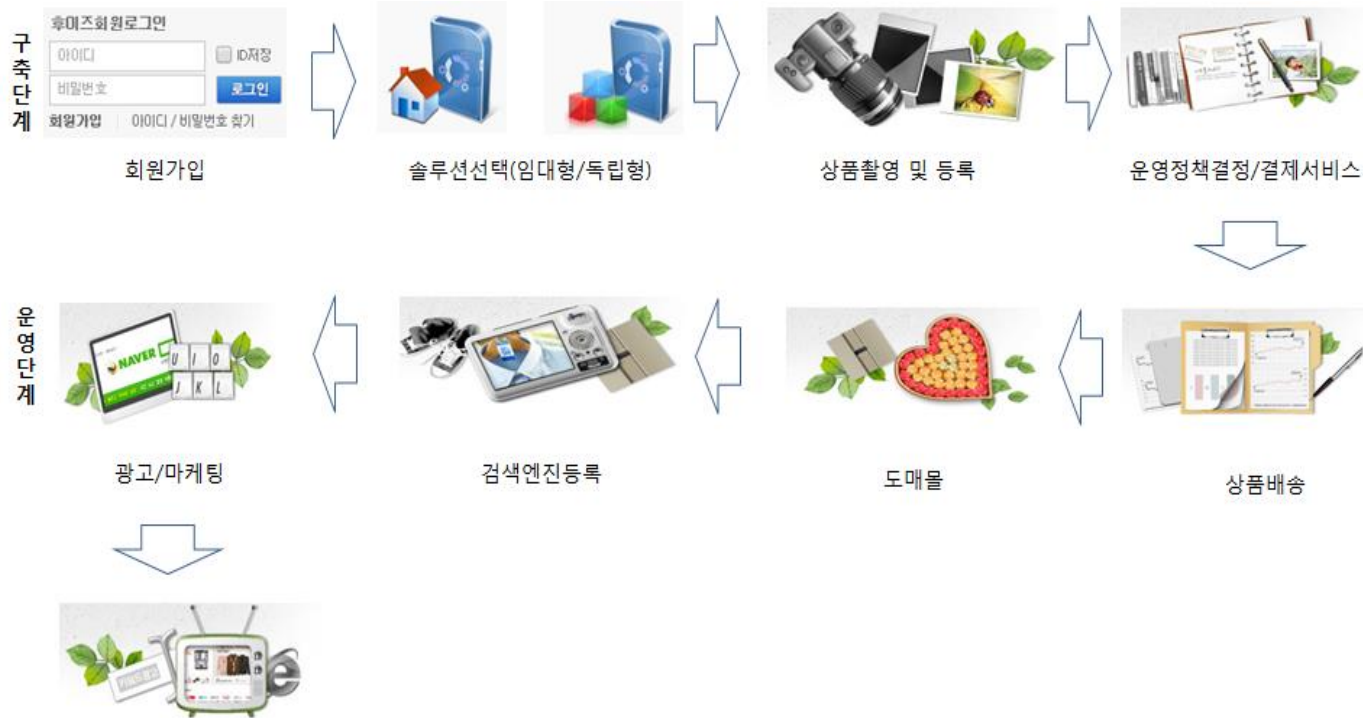 구축단계
후이즈회원로그인
아이디
ID저장
비밀번호
로그인
회원가입 | 아이디 / 비밀번호 찾기
회원가입
솔루션선택(임대형/독립형)
상품촬영 및 등록
운영정책결정/결제서비스
운영단계
NAVER
U I O
J K L
광고/마케팅
검색엔진등록
도매몰
상품배송